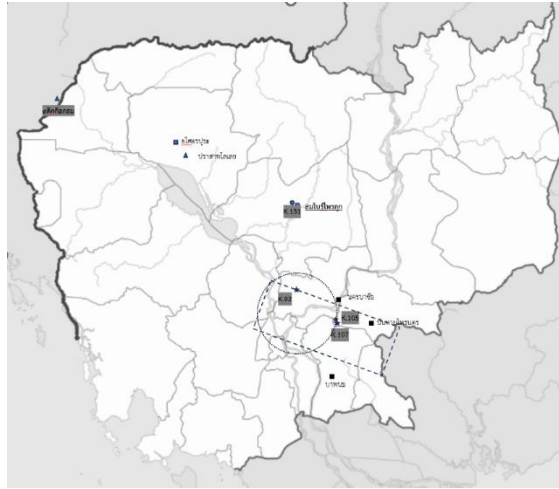 สด๊กก๊อกธม
ยโศธรปุระ
ปราสาทโลเลย
K.151
สมโบร์ไพรกุก
K.92
นครบาชัย
K.105
บันทายไพรนคร
K.107
บาพนม